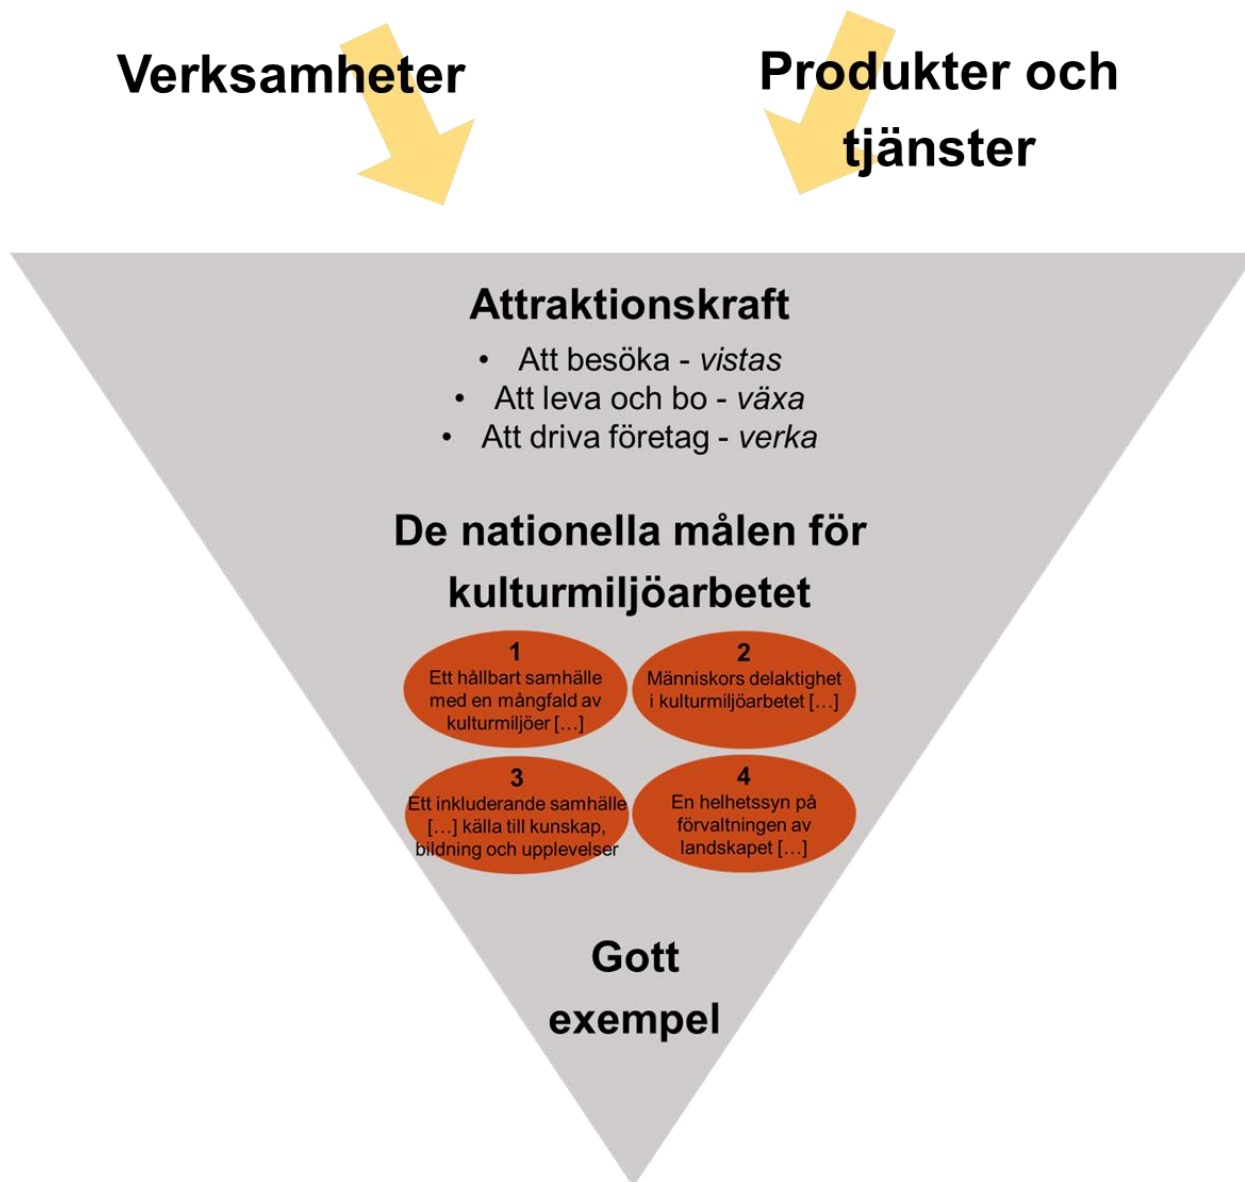 Verksamheter
Produkter och
tjänster
Attraktionskraft
• Att besöka - vistas
• Att leva och bo - växa
• Att driva företag - verka
De nationella målen för
kulturmiljöarbetet
1
Ett hållbart samhälle
med en mångfald av
kulturmiljöer [...]
2
Människors delaktighet
i kulturmiljöarbetet [...]
3
Ett inkluderande samhälle
[...] källa till kunskap,
bildning och upplevelser
4
En helhetssyn på
förvaltningen av
landskapet [...]
Gott
exempel